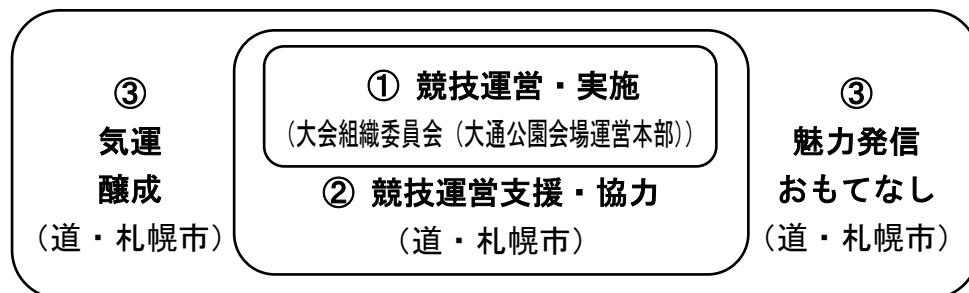 ③
気運
醸成
（道・札幌市）
① 競技運営・実施
（大会組織委員会（大通公園会場運営本部））
② 競技運営支援・協力
（道・札幌市）
③
魅力発信
おもてなし
（道・札幌市）